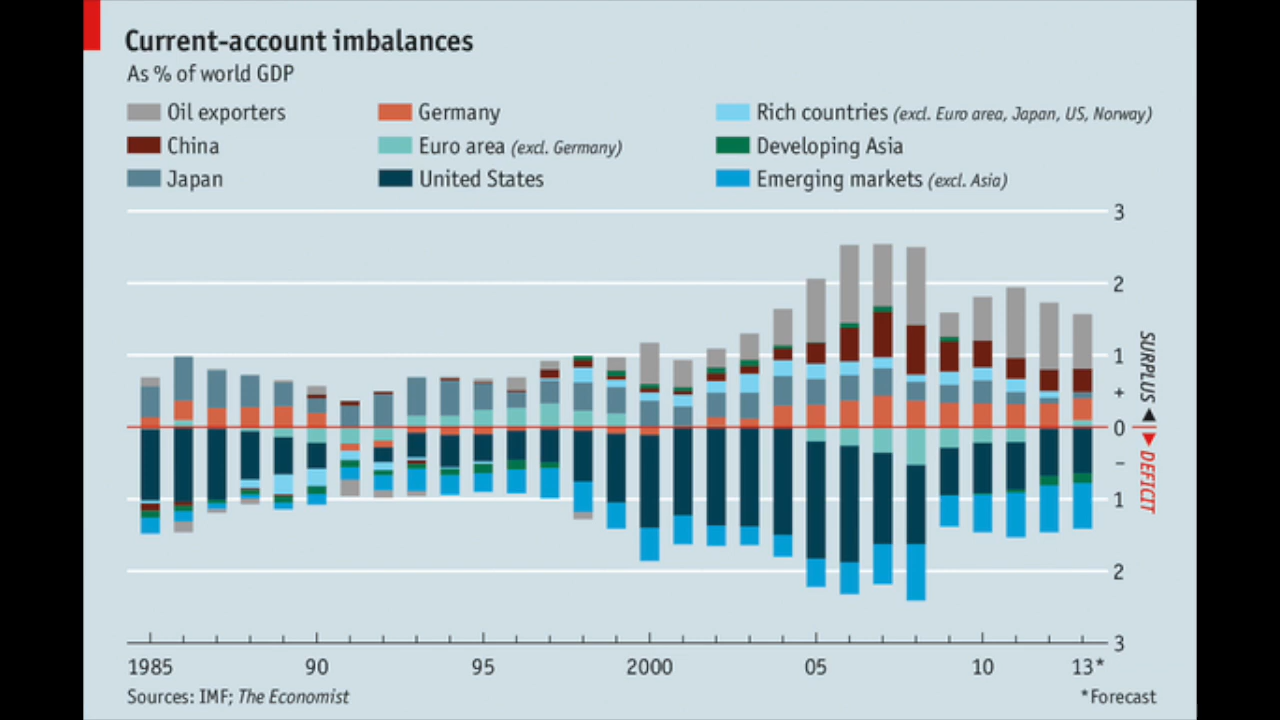 Current-account imbalances
As % of world GDP
Oil exporters
Germany
Rich countries (excl. Euro area, Japan, US, Norway)
China
Euro area (excl. Germany)
Developing Asia
Japan
United States
Emerging markets (excl. Asia)
3
2
1
+
0
–
1
2
3
SURPLUS
DEFICIT
1985 90 95 2000 05 10 13*
Sources: IMF; The Economist
*Forecast